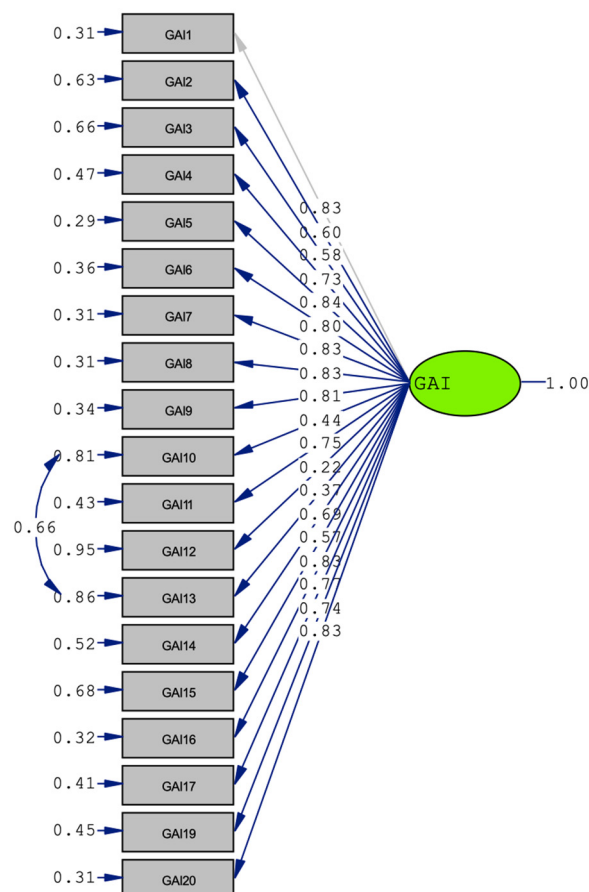 0.31 GAI1
0.63 GAI2
0.66 GAI3
0.47 GAI4
0.29 GAI5
0.36 GAI6
0.31 GAI7
0.31 GAI8
0.34 GAI9
0.81 GAI10
0.43 GAI11
0.95 GAI12
0.86 GAI13
0.52 GAI14
0.68 GAI15
0.32 GAI16
0.41 GAI17
0.45 GAI19
0.31 GAI20
0.66
0.83
0.60
0.58
0.73
0.84
0.80
0.83
0.83
0.81
0.44
0.75
0.22
0.37
0.69
0.57
0.83
0.77
0.74
0.83
GAI 1.00